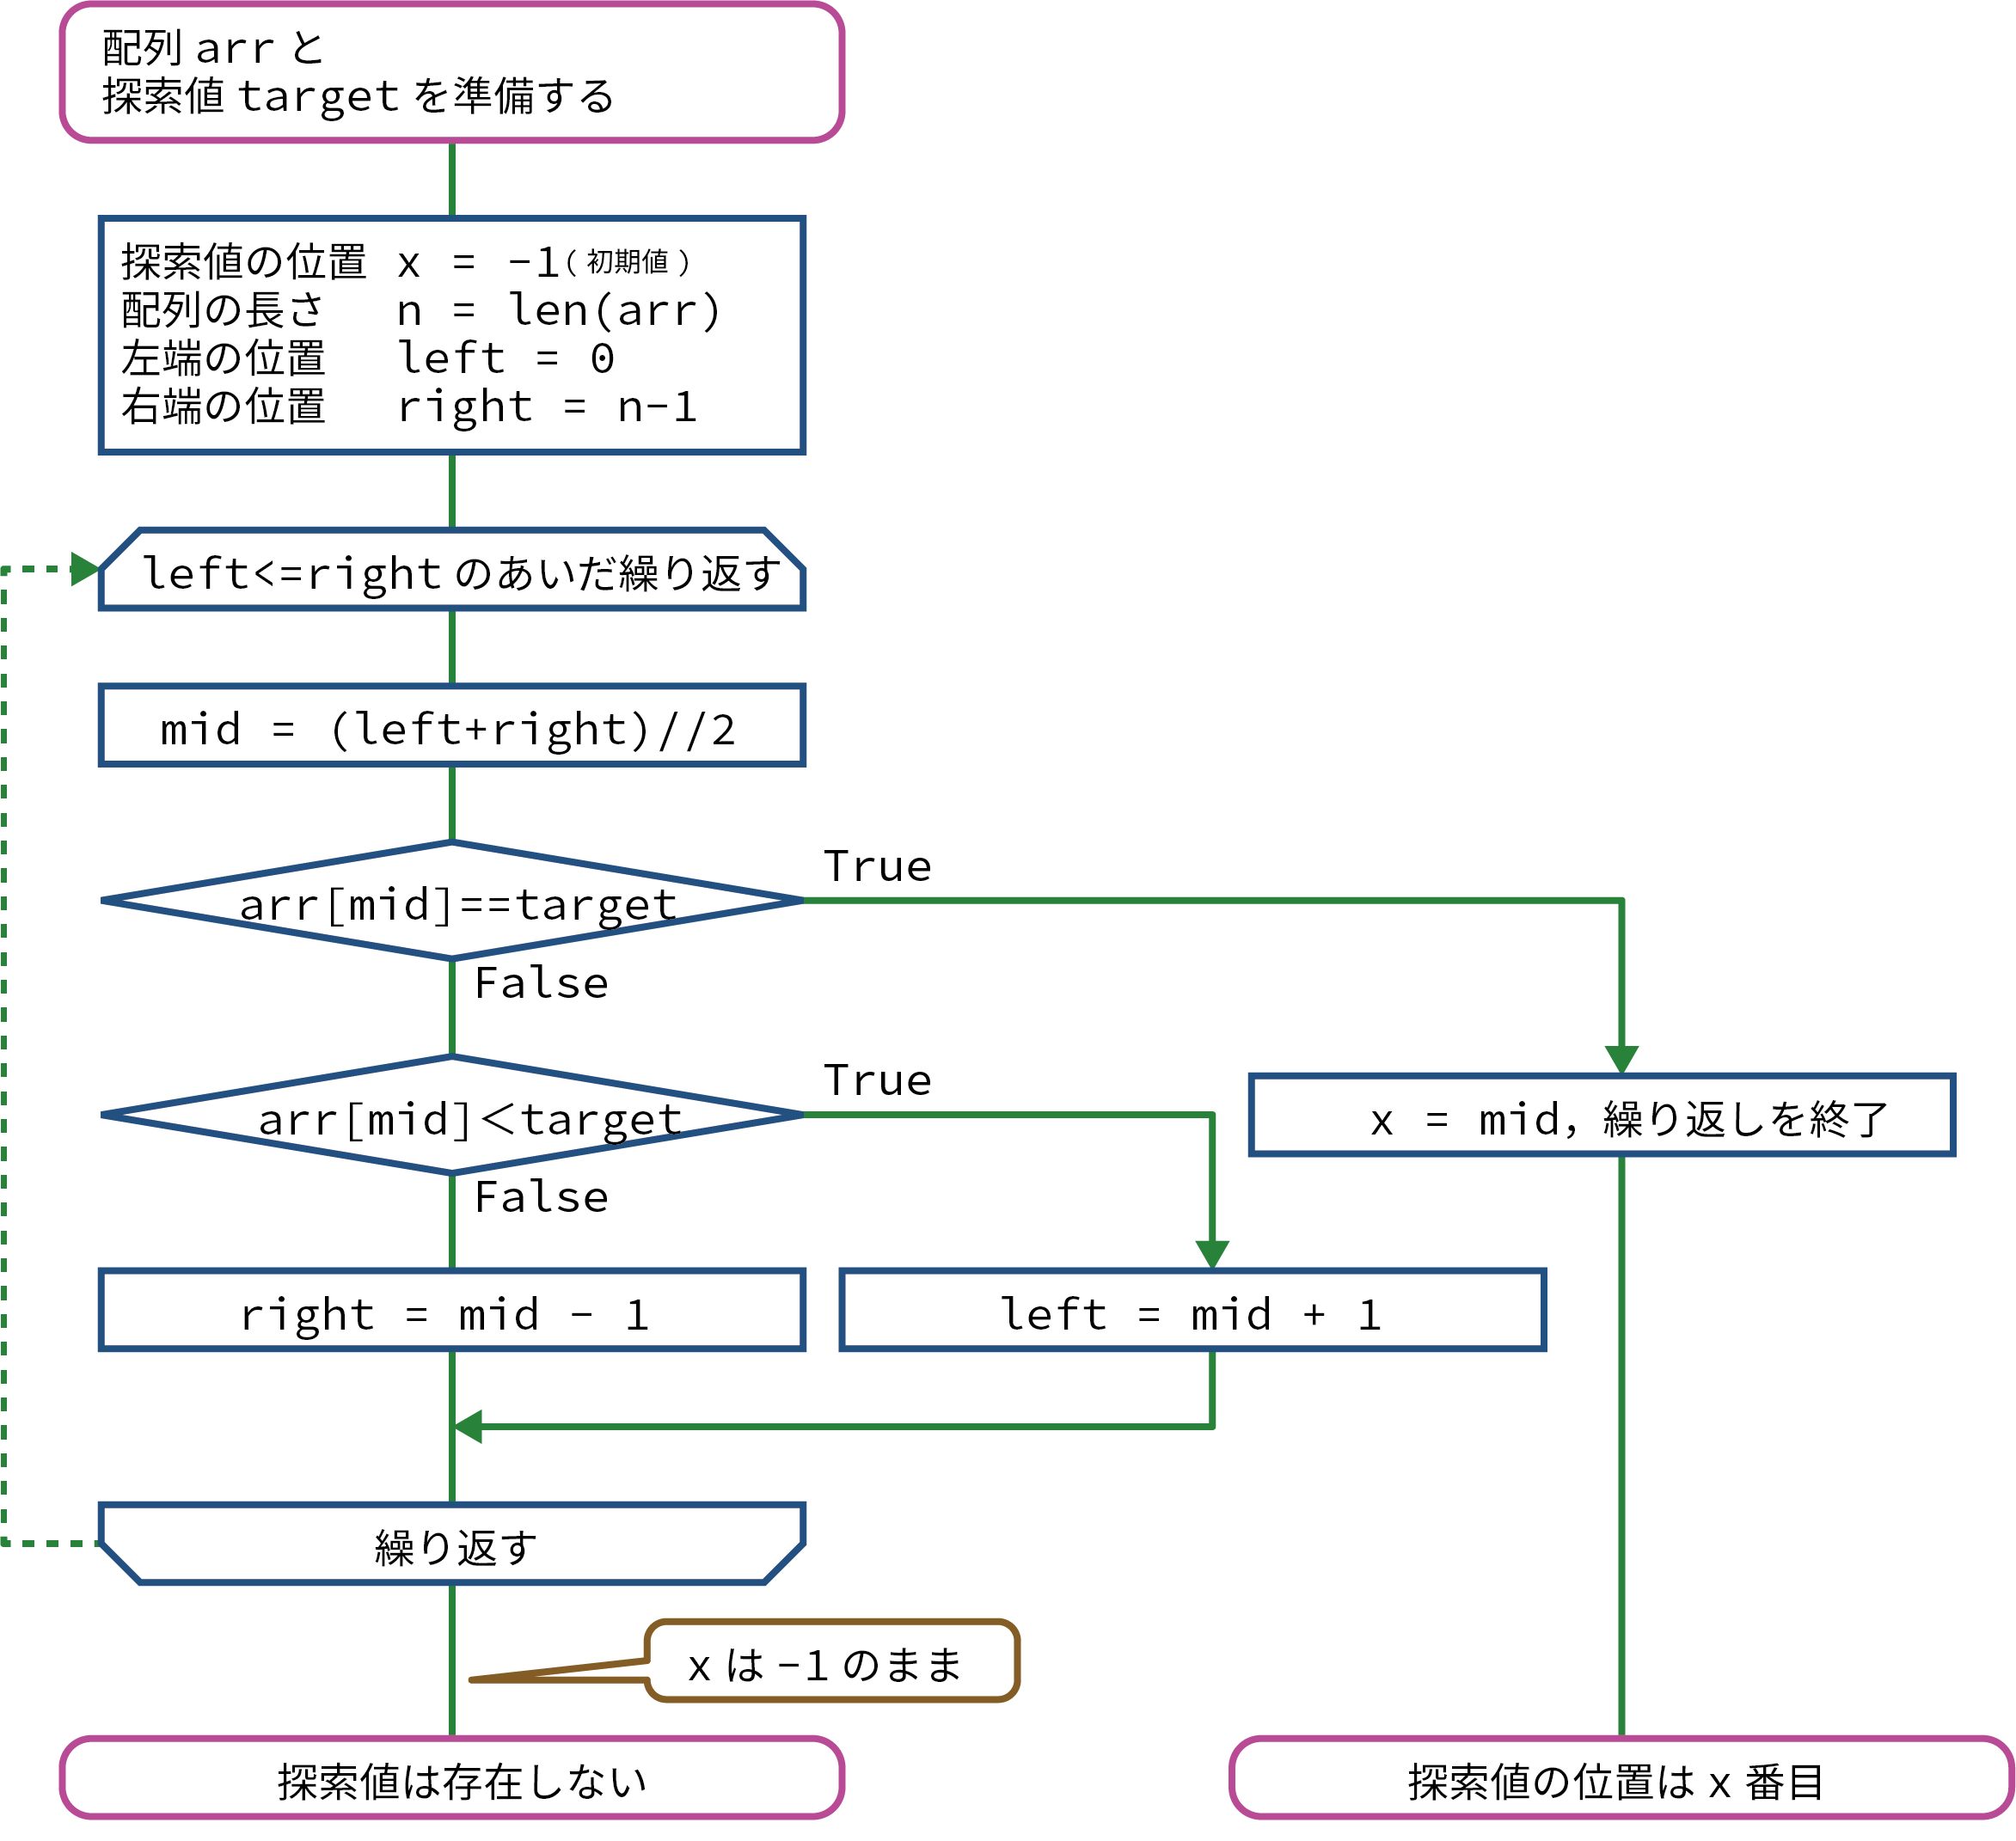 配列 arr と
探索値 target を準備する
探索値の位置 x = -1( 初期値 )
配列の長さ n = len(arr)
左端の位置 left = 0
右端の位置 right = n-1
left<=right のあいだ繰り返す
mid = (left+right)//2
True
arr[mid]==target
False
True
arr[mid]<target
False
x = mid, 繰り返しを終了
right = mid - 1
left = mid + 1
繰り返す
x は -1 のまま
探索値は存在しない
探索値の位置は x 番目